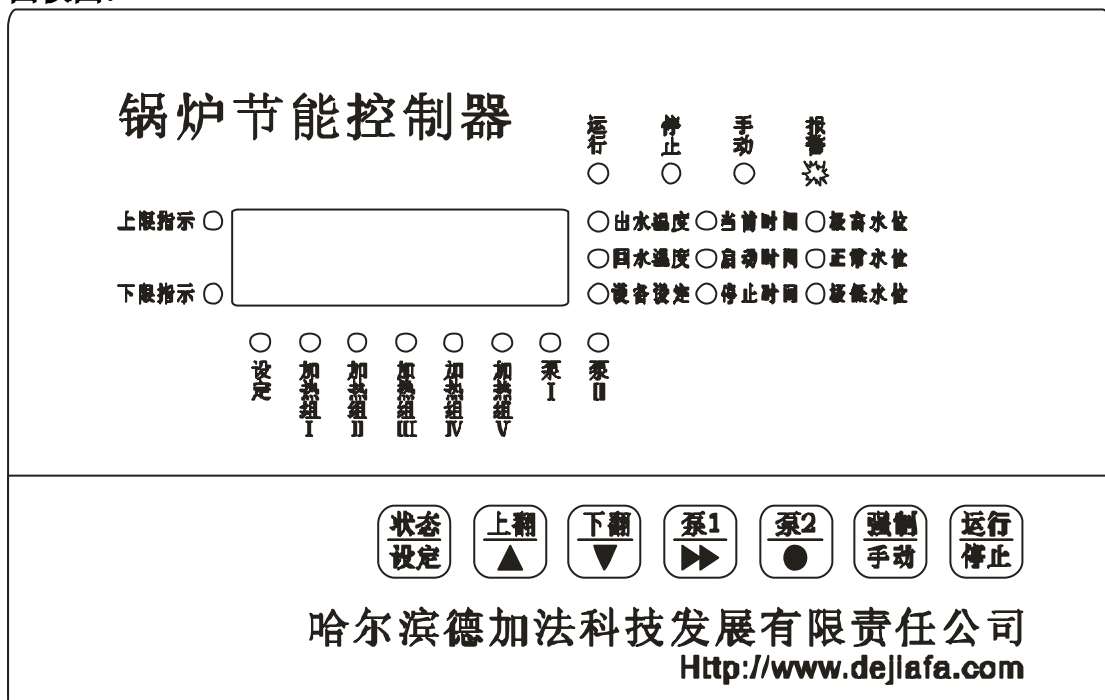 锅炉节能控制器
运行 停止 手动 报警
上限指示 出水温度 当前时间 极高水位
回水温度 启动时间 正常水位
下限指示 设备设定 停止时间 极低水位
设定 加热组I 加热组II 加热组III 加热组IV 加热组V 泵I 泵II
状态 上翻 下翻 泵1 泵2 强制 运行
设定 ▲ ▼ ▶▶ ● 手动 停止
哈尔滨德加法科技发展有限责任公司
Http://www.dejiafa.com